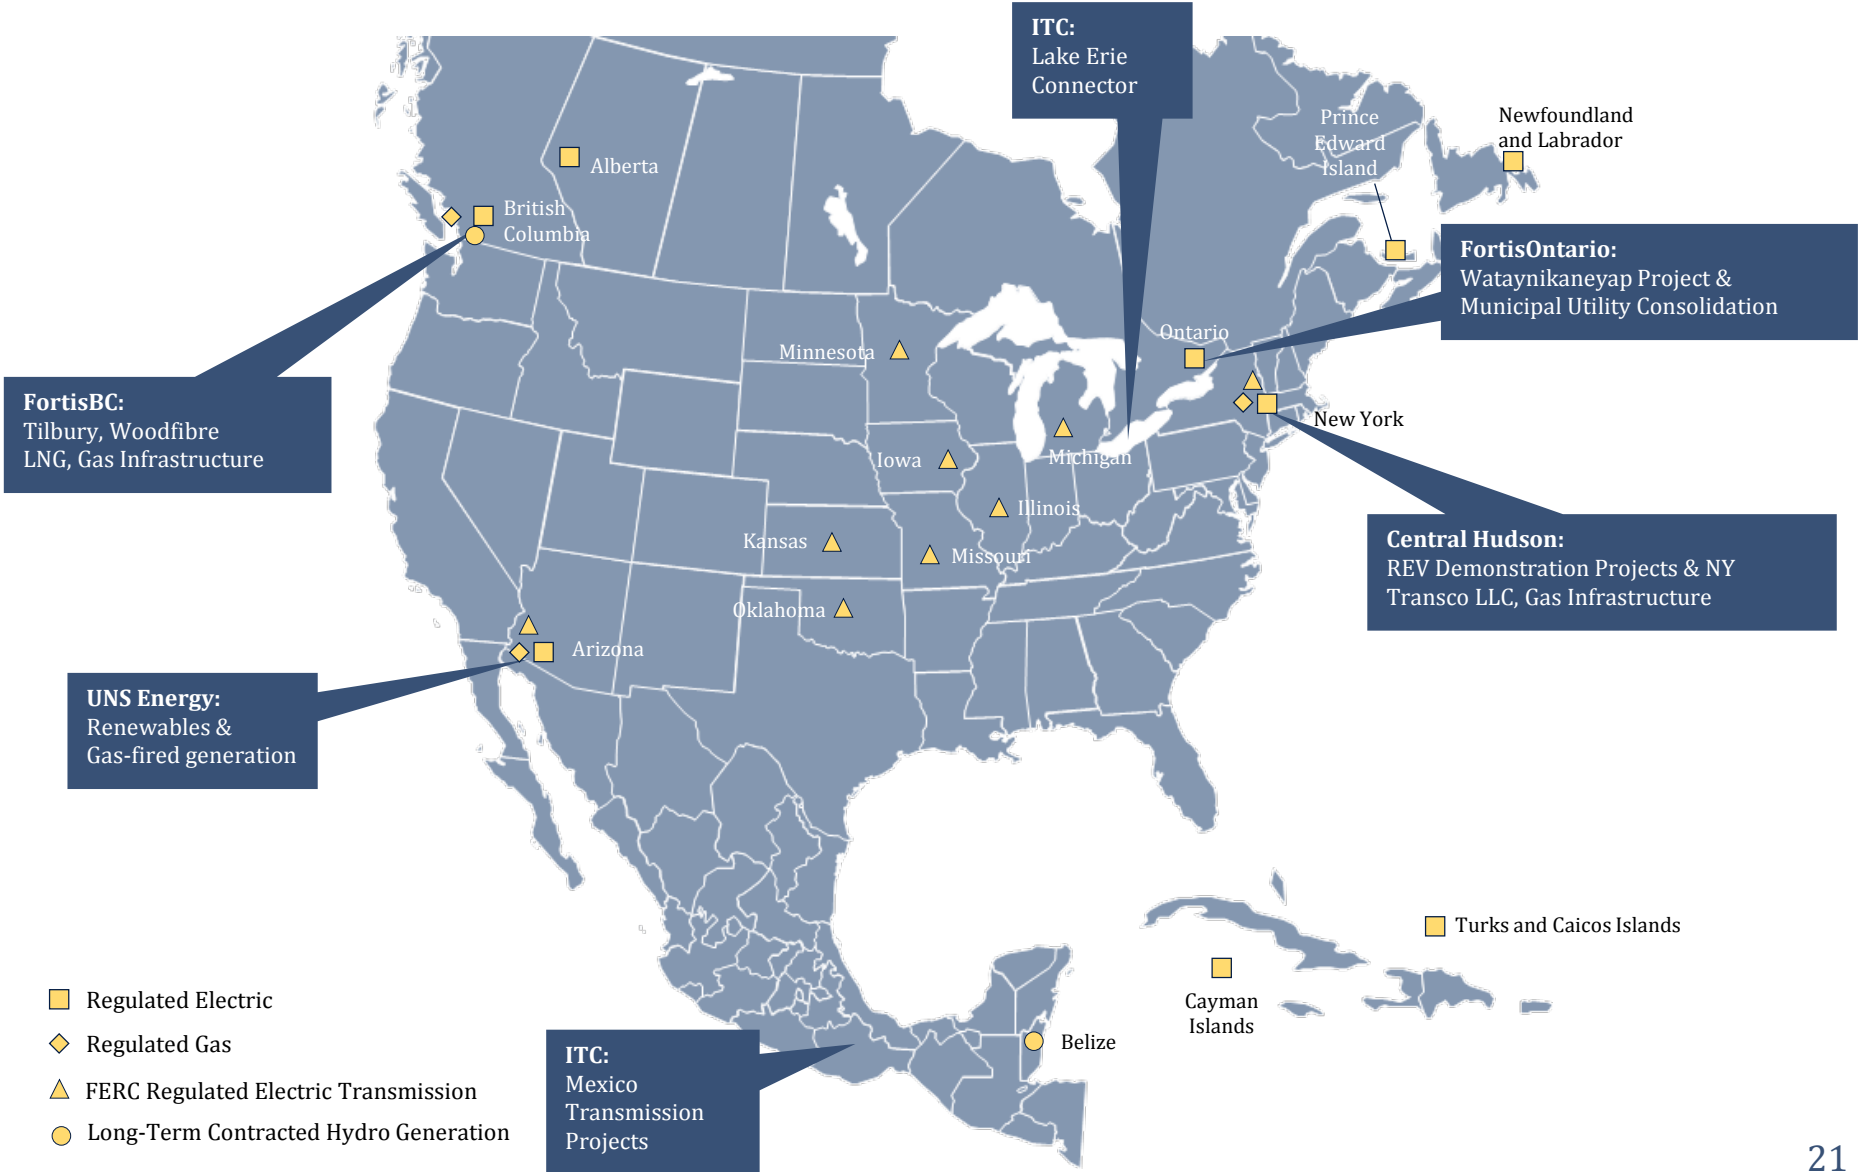 ITC:
Lake Erie
Connector
Prince
Edward
Island
Newfoundland
and Labrador
Alberta
British
Columbia
FortisOntario:
Wataynikaneyap Project &
Municipal Utility Consolidation
Ontario
Minnesota
FortisBC:
Tilbury, Woodfibre
LNG, Gas Infrastructure
New York
Iowa
Michigan
Illinois
Kansas
Missouri
Central Hudson:
REV Demonstration Projects & NY
Transco LLC, Gas Infrastructure
Oklahoma
Arizona
UNS Energy:
Renewables &
Gas-fired generation
Turks and Caicos Islands
Cayman
Islands
Belize
Regulated Electric
Regulated Gas
FERC Regulated Electric Transmission
Long-Term Contracted Hydro Generation
ITC:
Mexico
Transmission
Projects
21